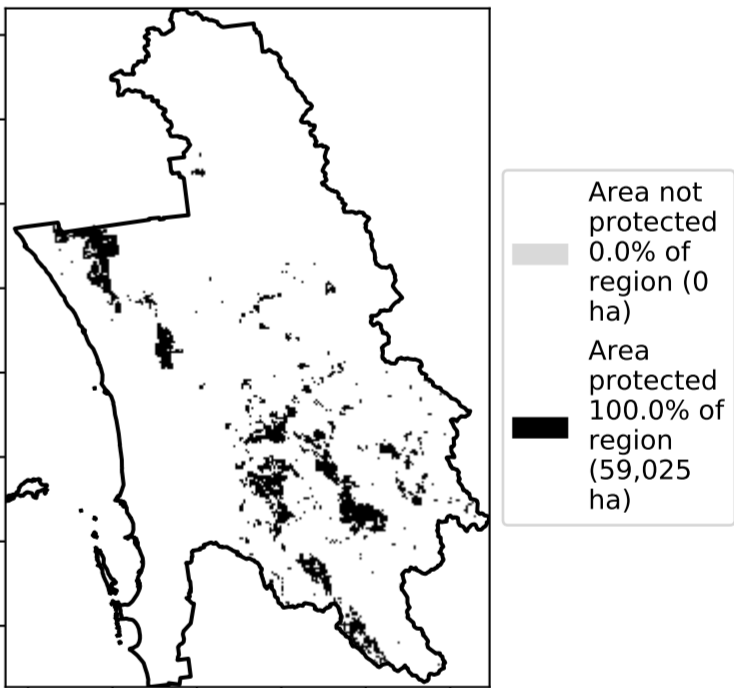 Area not
protected
0.0% of
region (0
ha)
Area
protected
100.0% of
region
(59,025
ha)